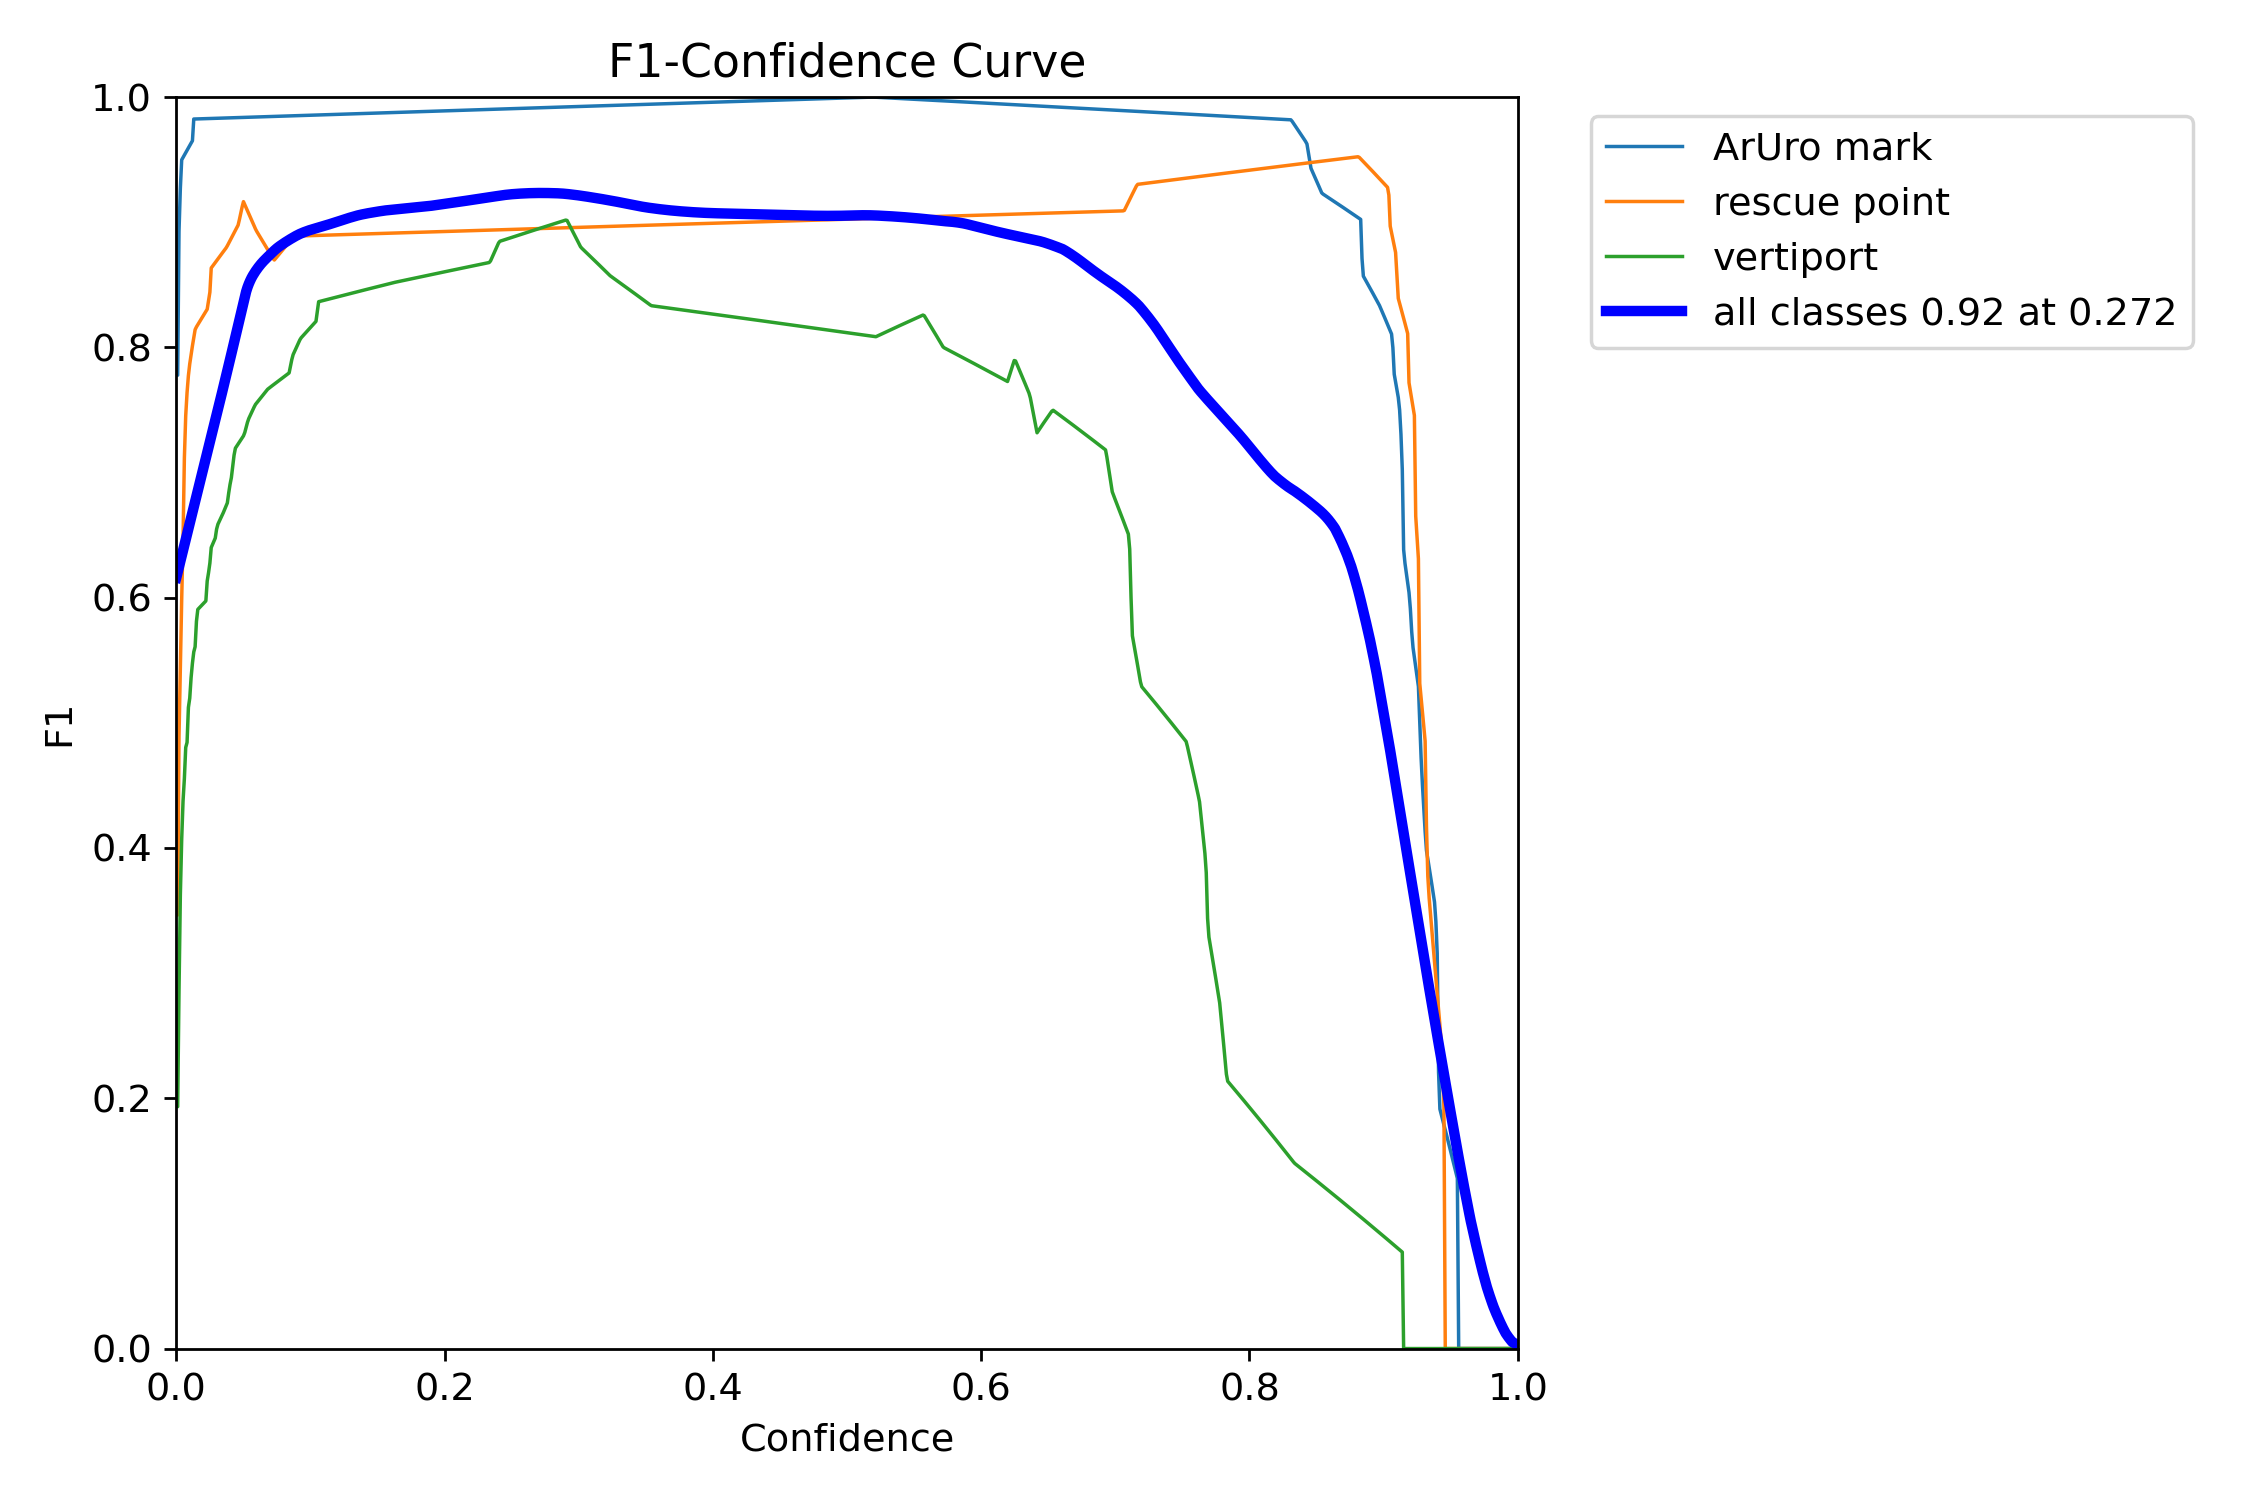 F1-Confidence Curve
1.0
0.8
0.6
0.4
0.2
0.0
F1
0.0 0.2 0.4 0.6 0.8 1.0
Confidence
ArUro mark
rescue point
vertiport
all classes 0.92 at 0.272